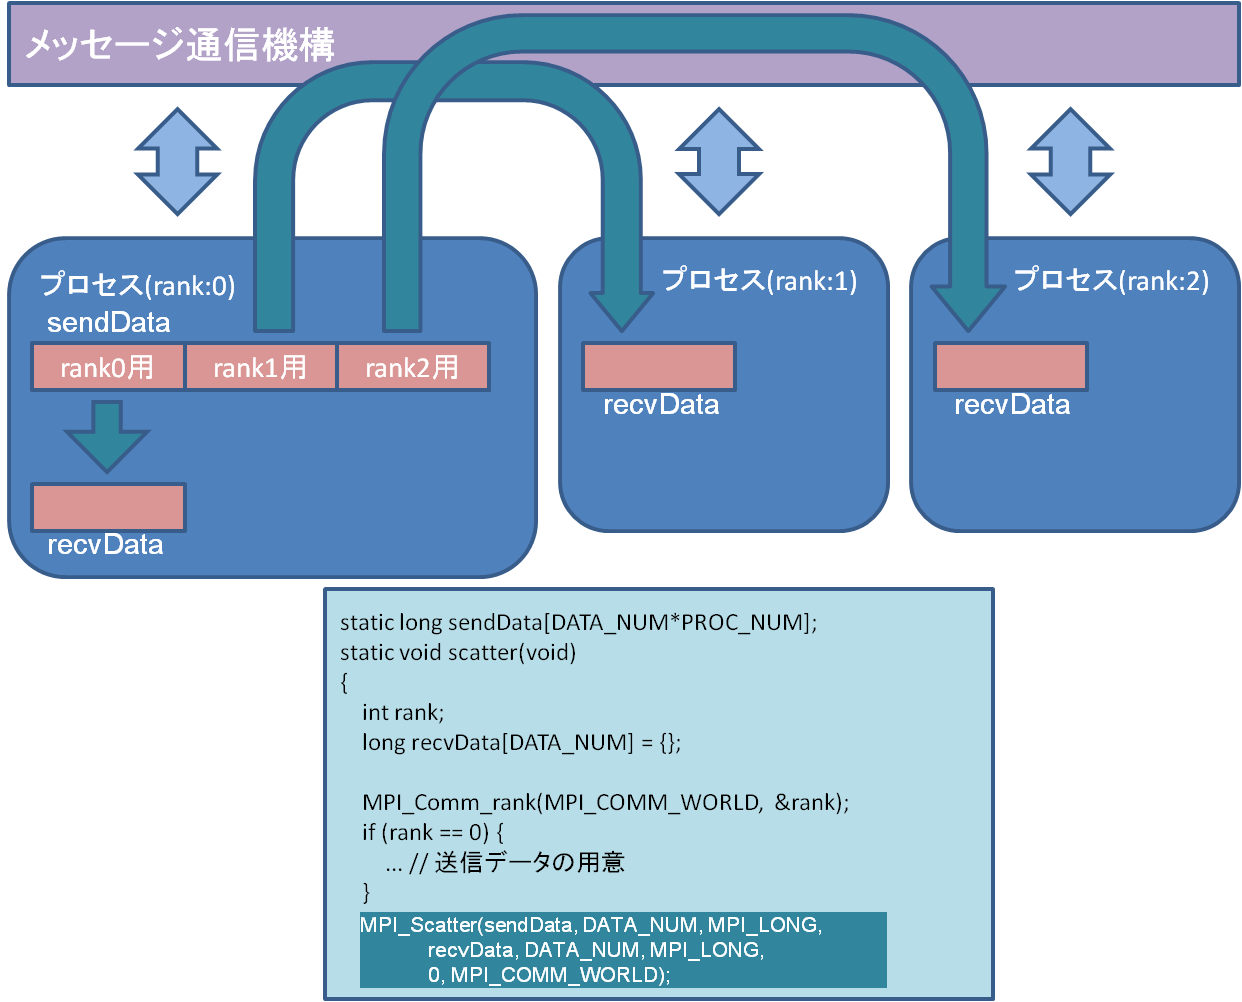 メッセージ通信機構
プロセス(rank:0)
sendData
rank0用 rank1用 rank2用
recvData
プロセス(rank:1)
recvData
プロセス(rank:2)
recvData
static long sendData[DATA_NUM*PROC_NUM];
static void scatter(void)
{
int rank;
long recvData[DATA_NUM] = {};
MPI_Comm_rank(MPI_COMM_WORLD, &rank);
if (rank == 0) {
... // 送信データの用意
}
MPI_Scatter(sendData, DATA_NUM, MPI_LONG,
recvData, DATA_NUM, MPI_LONG,
0, MPI_COMM_WORLD);